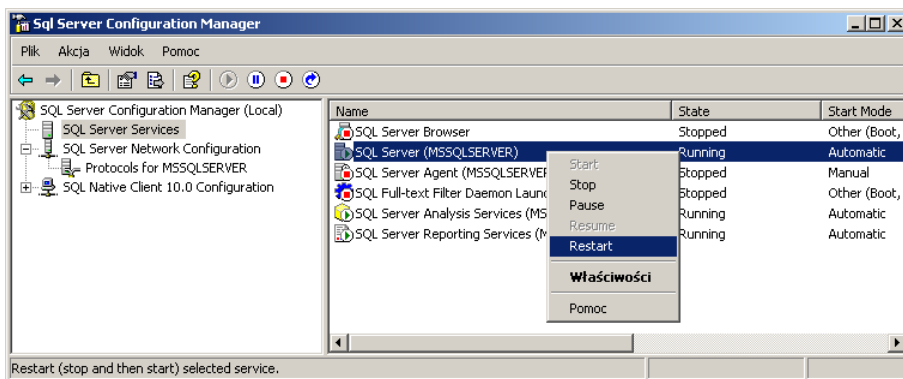 Sql Server Configuration Manager
Plik Akcja Widok Pomoc
SQL Server Configuration Manager (Local)
SQL Server Services
SQL Server Network Configuration
Protocols for MSSQLSERVER
SQL Native Client 10.0 Configuration
Name State Start Mode
SQL Server Browser Stopped Other (Boot,
SQL Server (MSSQLSERVER) Running Automatic
SQL Server Agent (MSSQLSERVER Stopped Manual
SQL Full-text Filter Daemon Launc Stopped Other (Boot,
SQL Server Analysis Services (MS Running Automatic
SQL Server Reporting Services (M Running Automatic
Start
Stop
Pause
Resume
Restart
Właściwości
Pomoc
Restart (stop and then start) selected service.